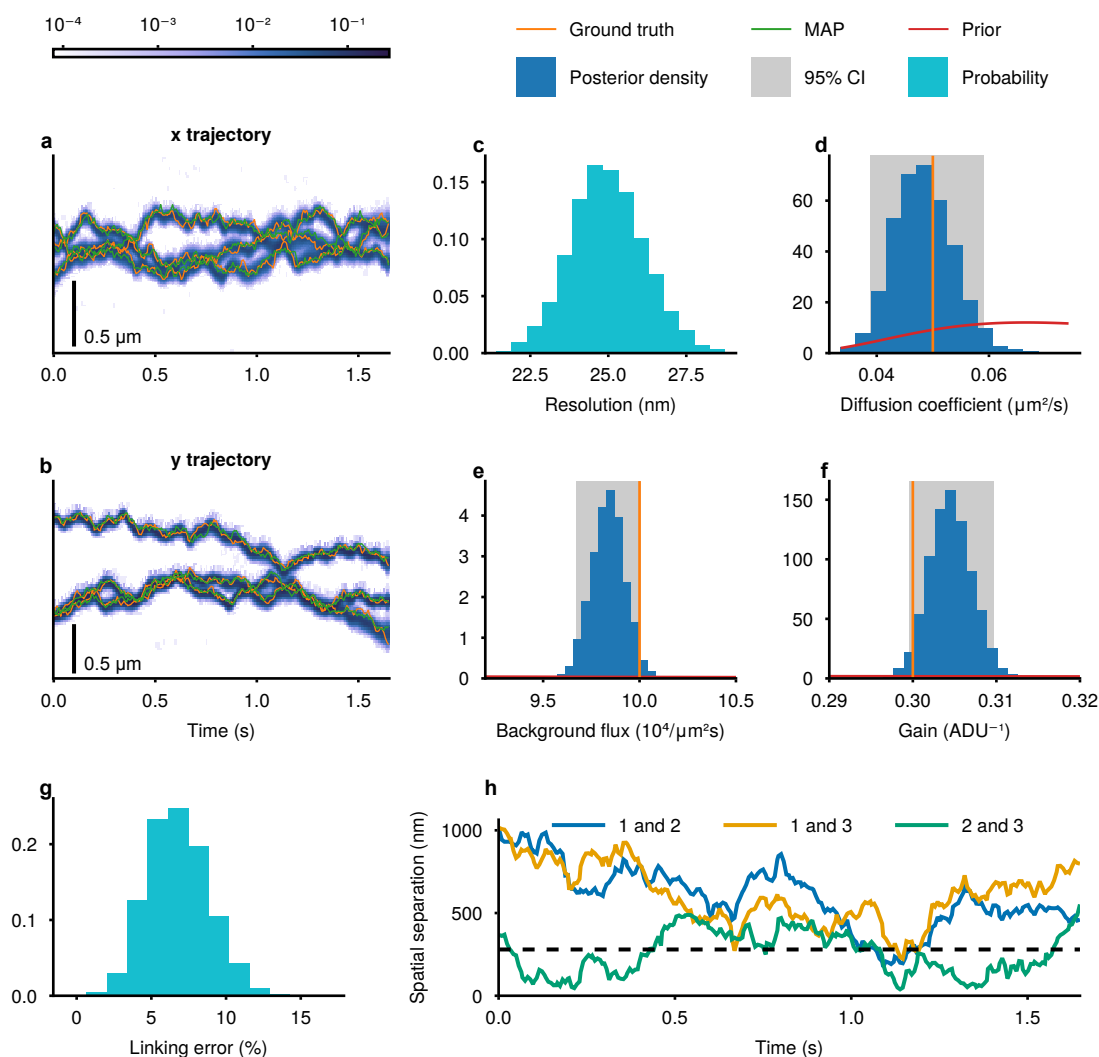 10⁻⁴ 10⁻³ 10⁻² 10⁻¹
Ground truth MAP Prior
Posterior density 95% CI Probability
a x trajectory
0.5 µm
0.0 0.5 1.0 1.5
c
0.15
0.10
0.05
0.00
22.5 25.0 27.5
Resolution (nm)
d
60
40
20
0
0.04 0.06
Diffusion coefficient (µm²/s)
b y trajectory
0.5 µm
0.0 0.5 1.0 1.5
Time (s)
e
4
3
2
1
0
9.5 10.0 10.5
Background flux (10⁴/µm²s)
f
150
100
50
0
0.29 0.30 0.31 0.32
Gain (ADU⁻¹)
g
0.2
0.1
0.0
0 5 10 15
Linking error (%)
h
1 and 2 1 and 3 2 and 3
Spatial separation (nm)
1000
500
0
0.0 0.5 1.0 1.5
Time (s)